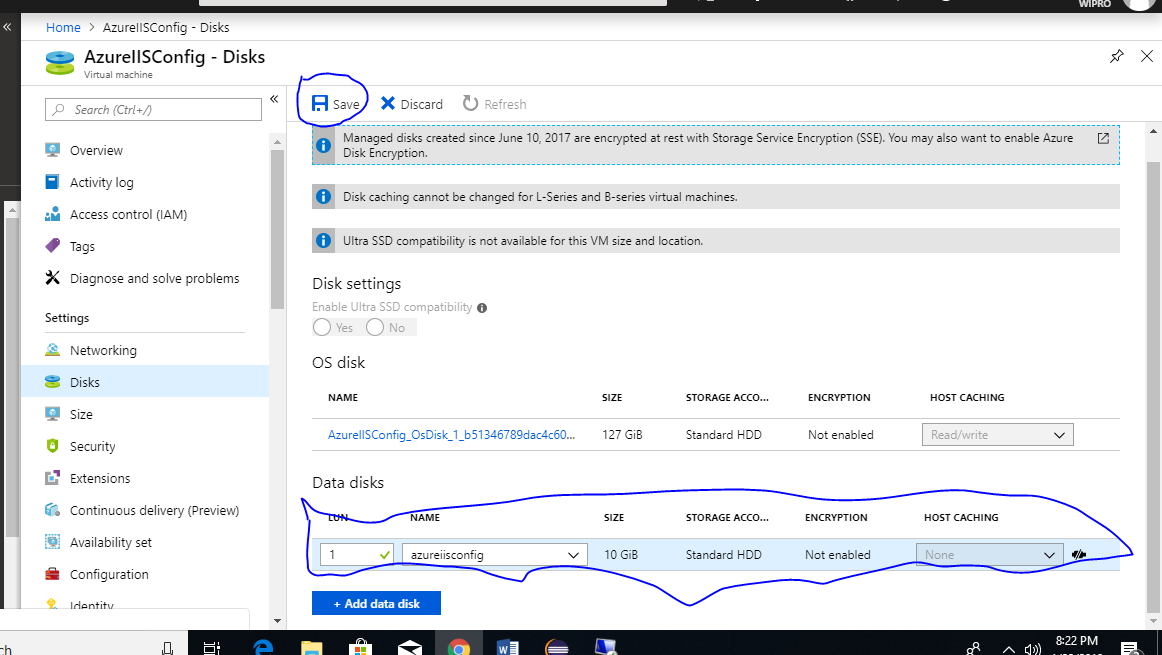 WIPRO
Home > AzureIISConfig - Disks
AzureIISConfig - Disks
Virtual machine
Search (Ctrl+/)
Overview
Activity log
Access control (IAM)
Tags
Diagnose and solve problems
Settings
Networking
Disks
Size
Security
Extensions
Continuous delivery (Preview)
Availability set
Configuration
Identity
Save Discard Refresh
Managed disks created since June 10, 2017 are encrypted at rest with Storage Service Encryption (SSE). You may also want to enable Azure
Disk Encryption.
Disk caching cannot be changed for L-Series and B-series virtual machines.
Ultra SSD compatibility is not available for this VM size and location.
Disk settings
Enable Ultra SSD compatibility
Yes No
OS disk
NAME SIZE STORAGE ACCO... ENCRYPTION HOST CACHING
AzureIISConfig_OsDisk_1_b51346789dac4c60... 127 GiB Standard HDD Not enabled Read/write
Data disks
LUN NAME SIZE STORAGE ACCO... ENCRYPTION HOST CACHING
1 azureiisconfig 10 GiB Standard HDD Not enabled None
+ Add data disk
8:22 PM